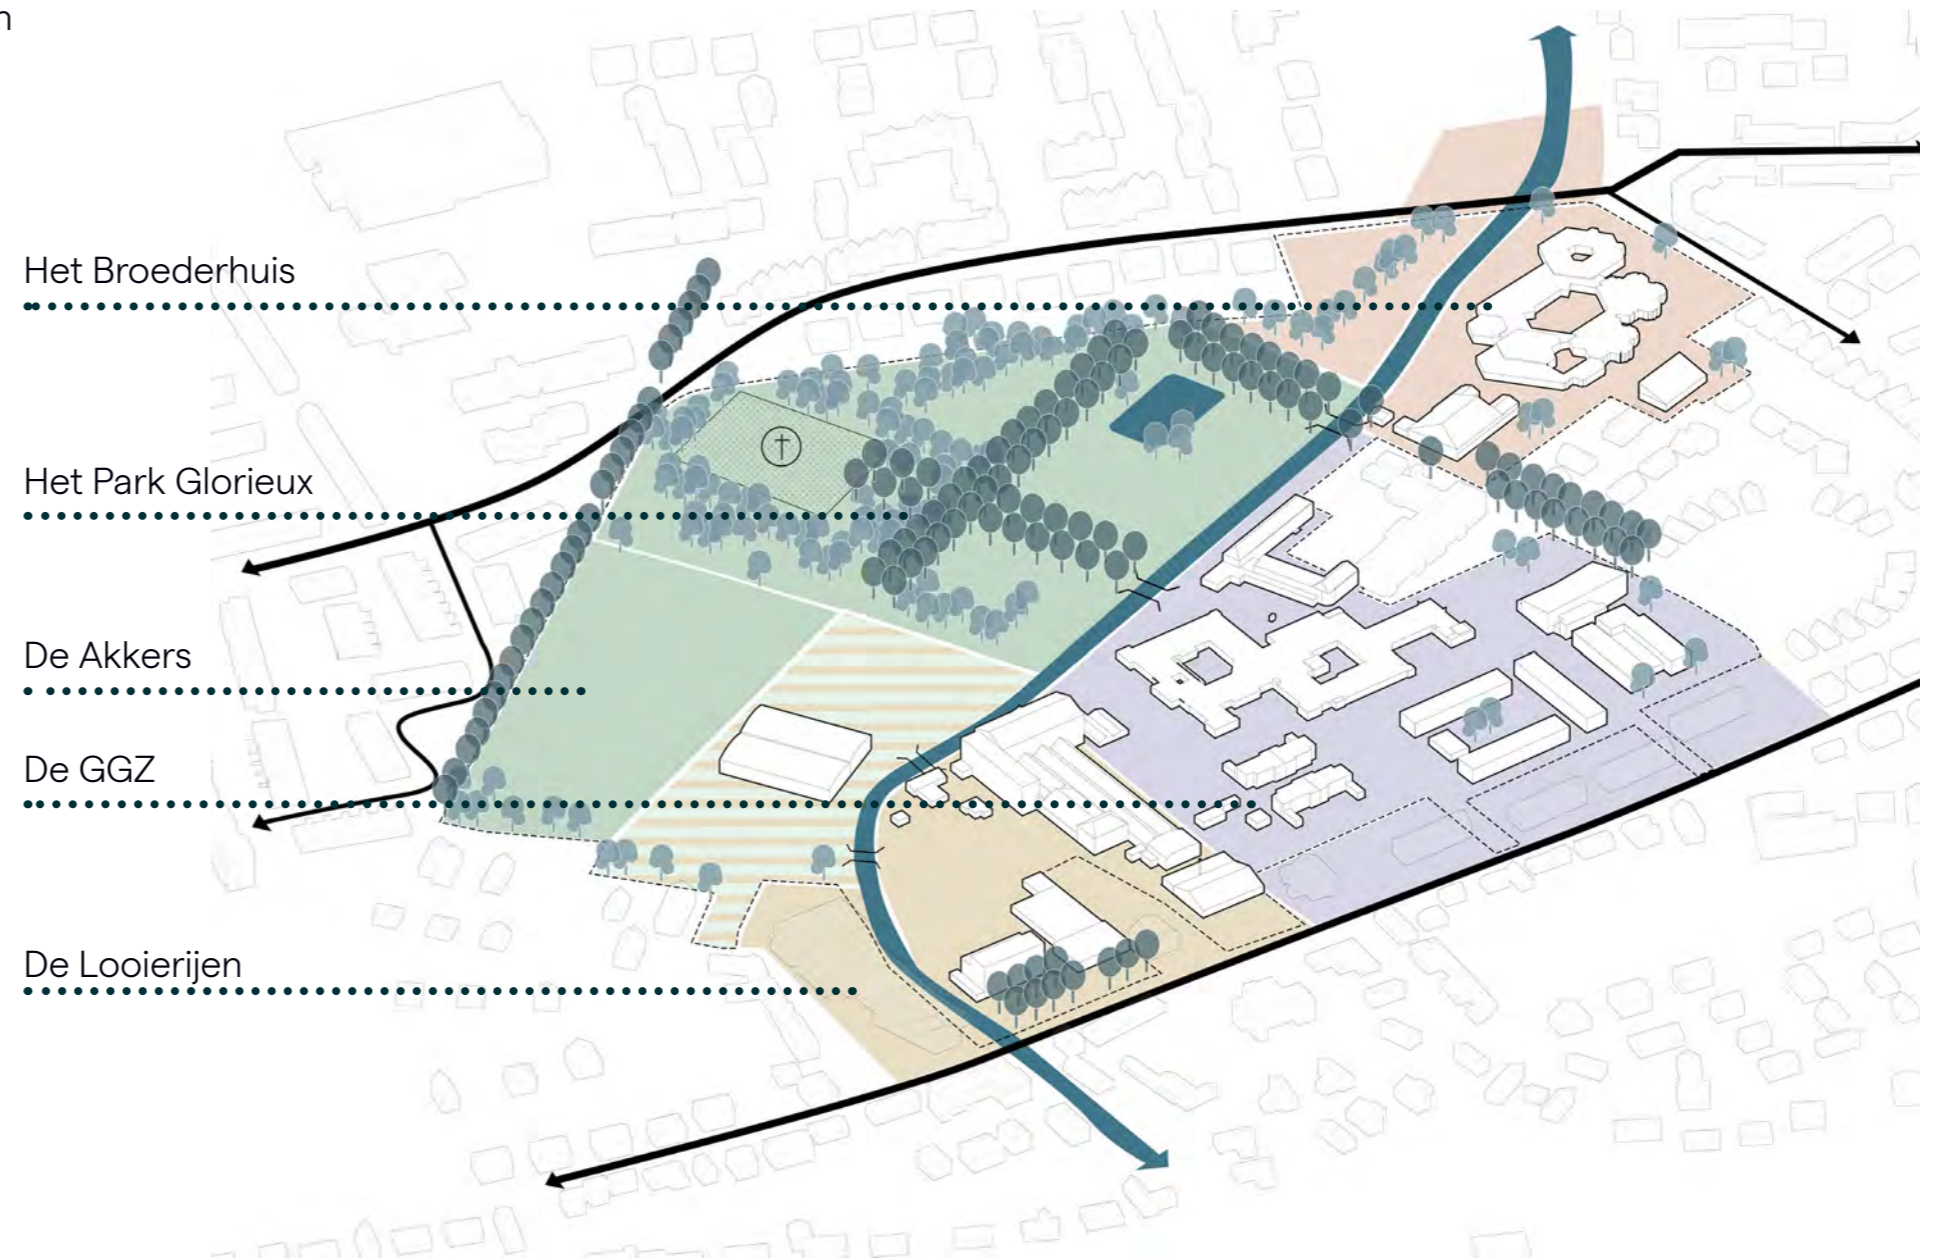 n
Het Broederhuis
Het Park Glorieux
De Akkers
De GGZ
De Looierijen